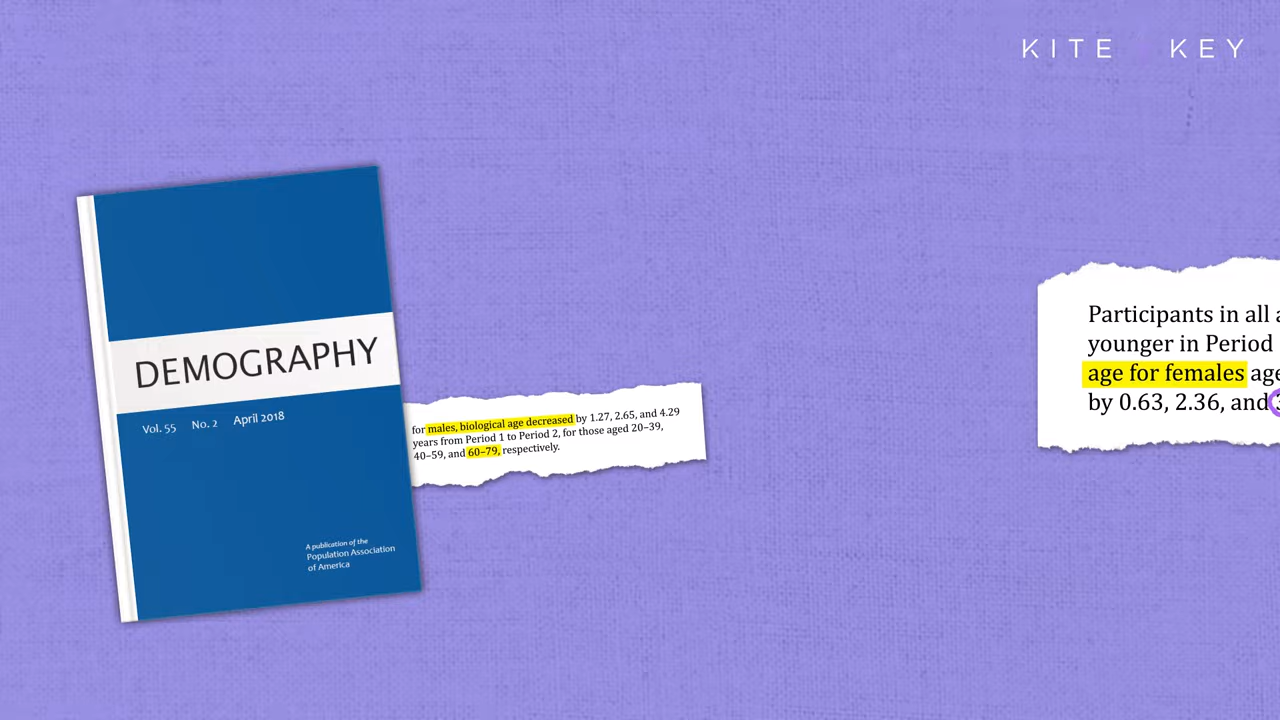 KITE KEY
DEMOGRAPHY
Vol. 55 No. 2 April 2018
A publication of the
Population Association
of America
for males, biological age decreased by 1.27, 2.65, and 4.29
years from Period 1 to Period 2, for those aged 20–39,
40–59, and 60–79, respectively.
Participants in all
younger in Period
age for females
by 0.63, 2.36, and